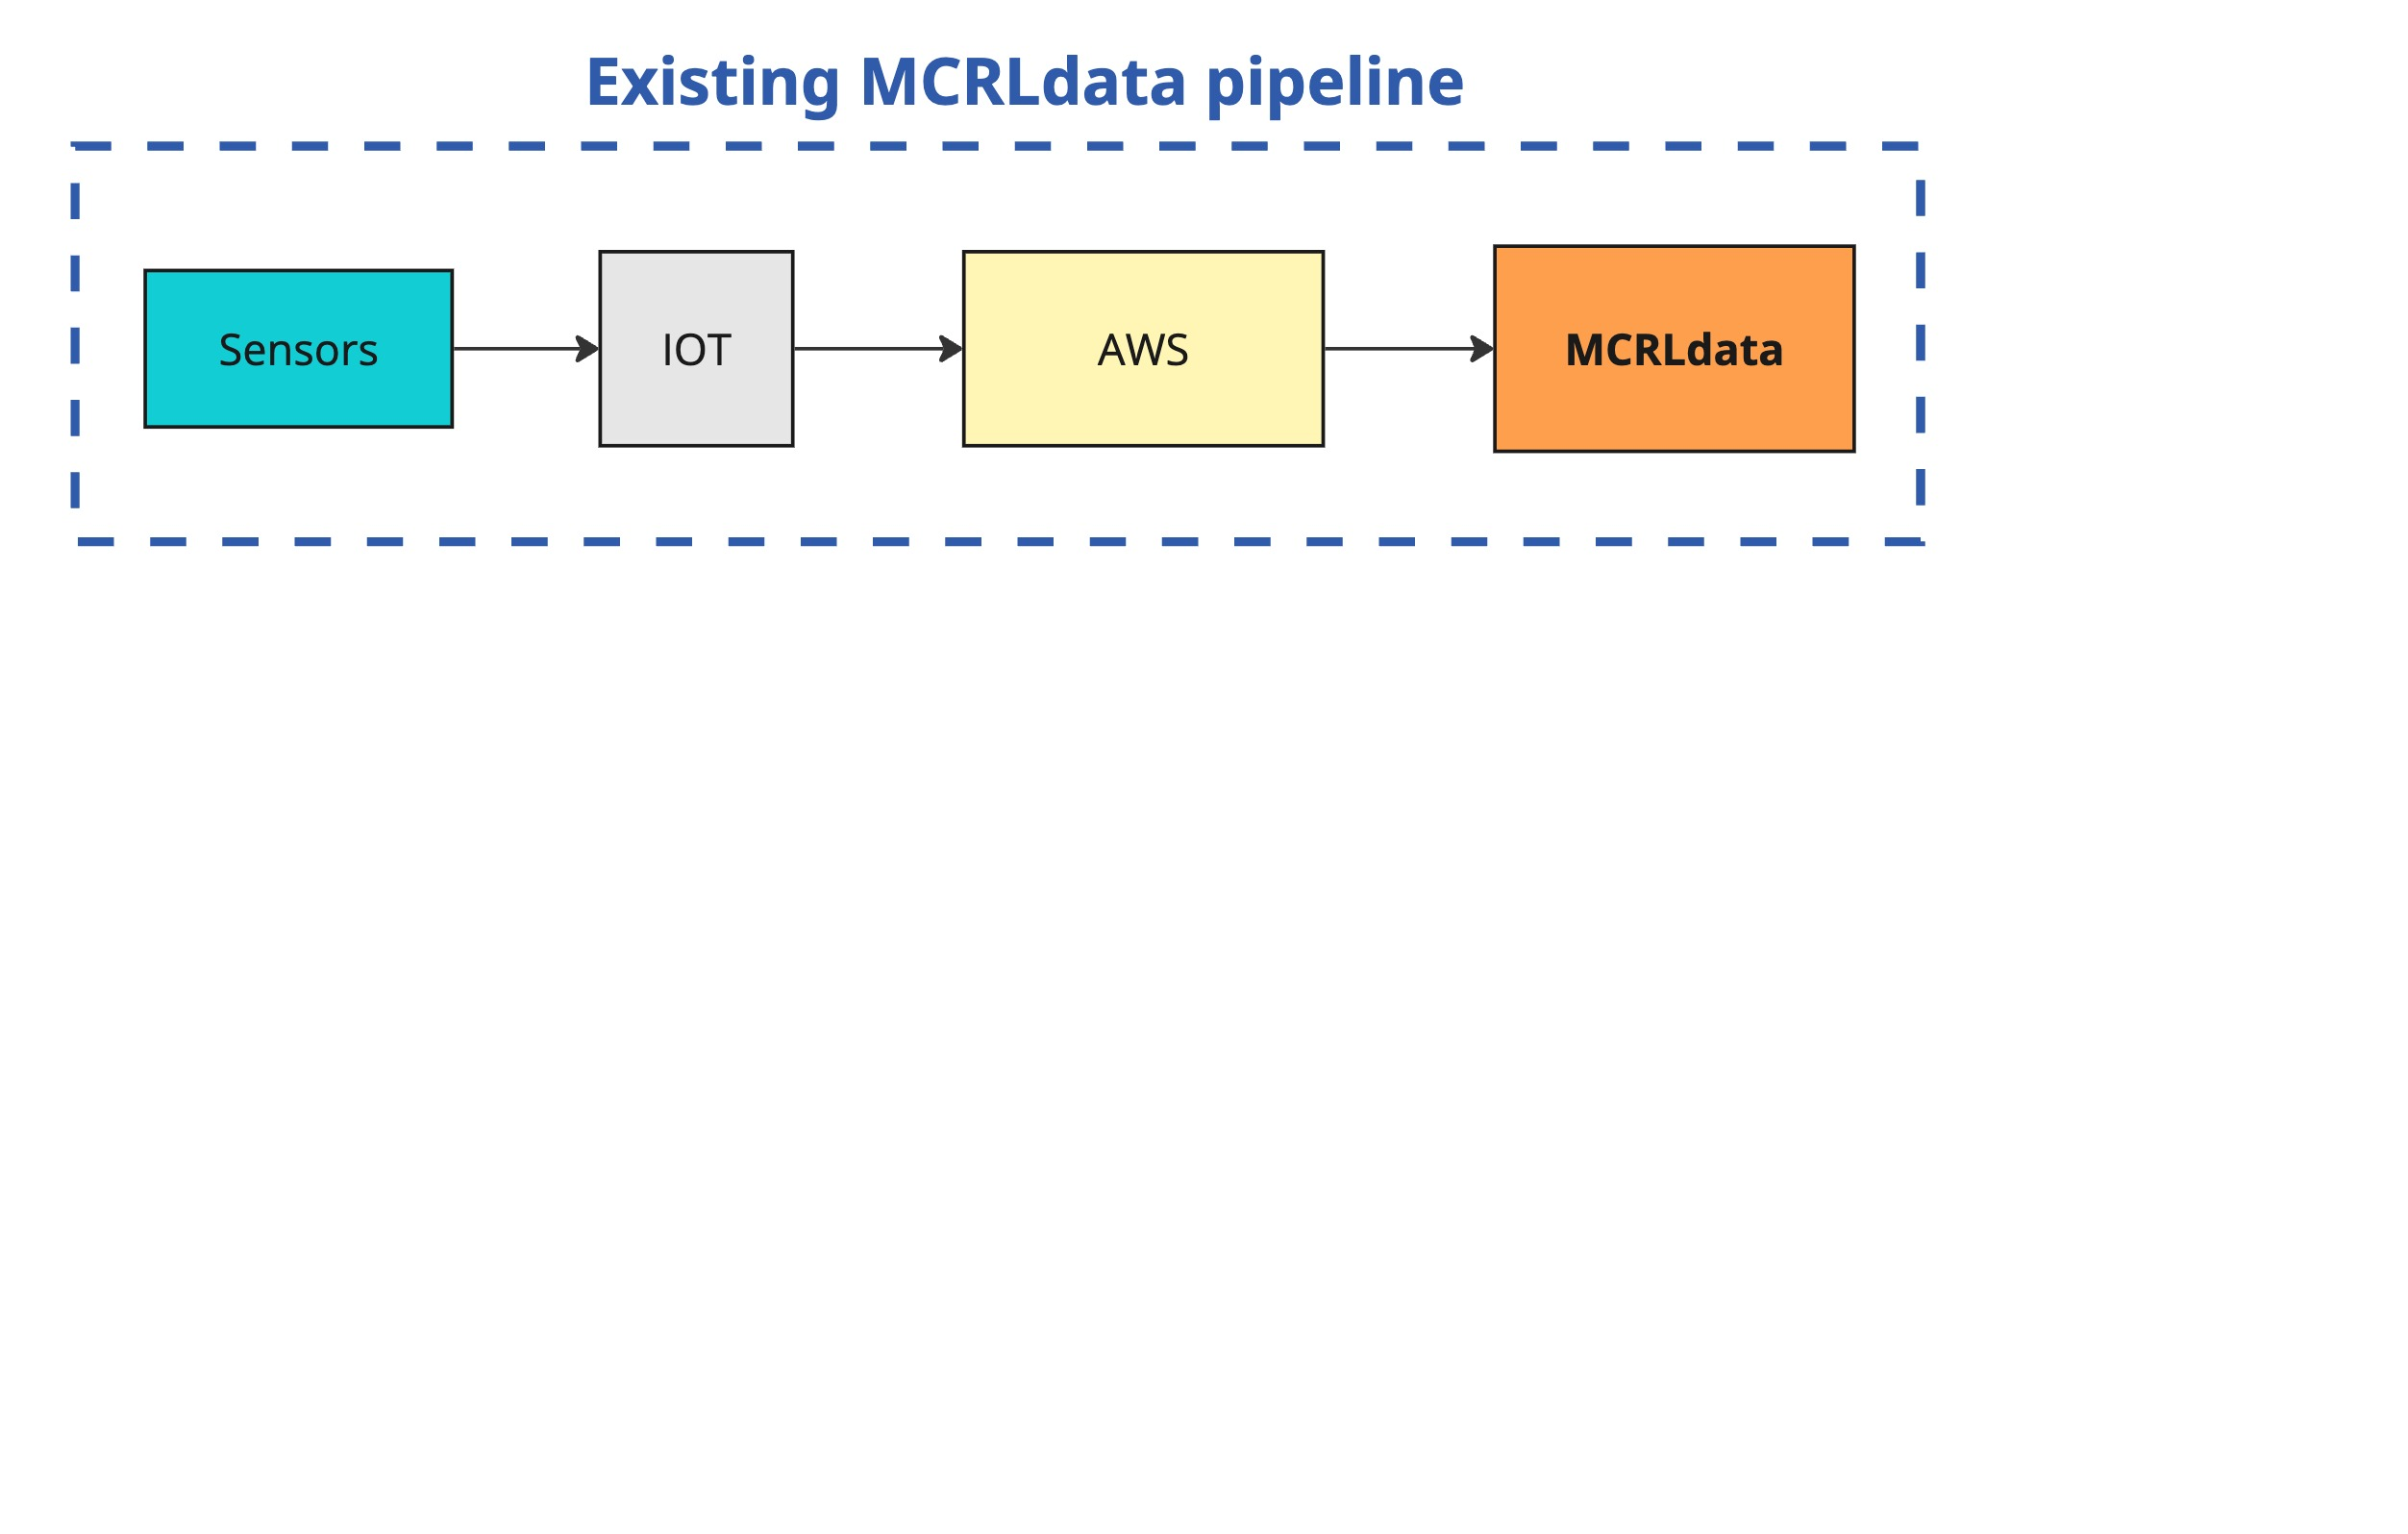 Existing MCRLdata pipeline
Sensors
IOT
AWS
MCRLdata